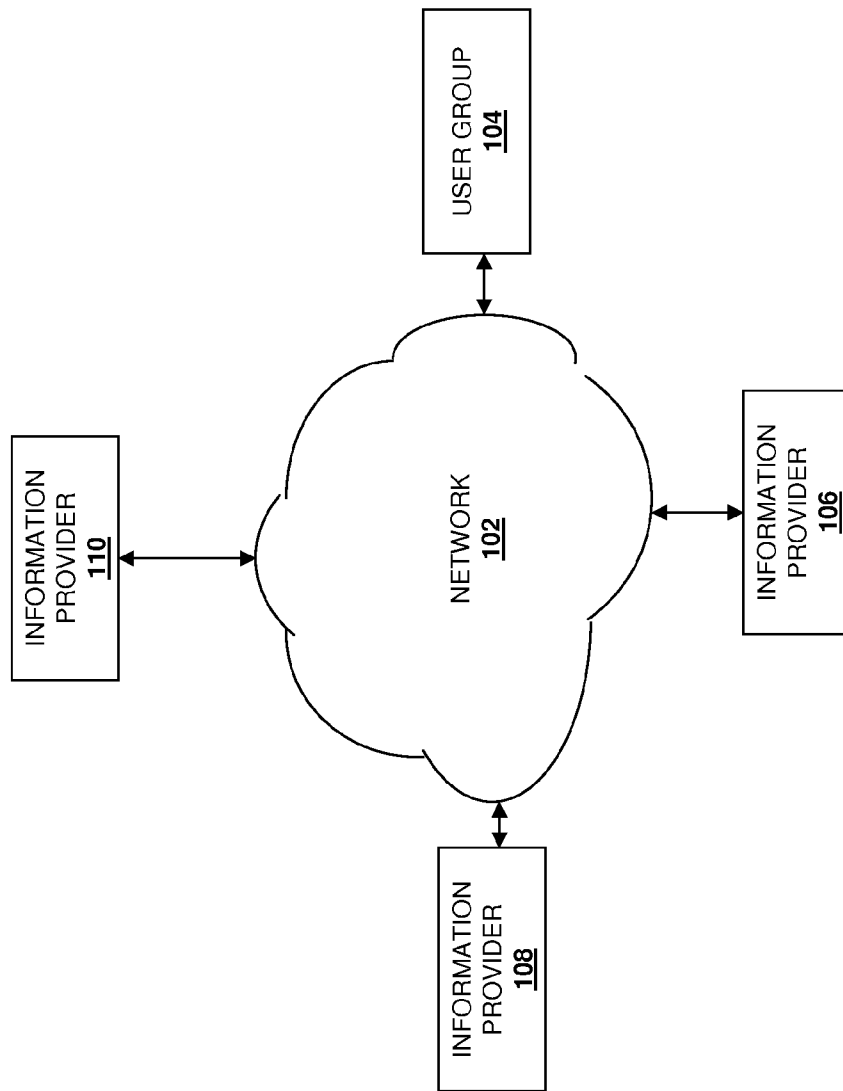 INFORMATION
PROVIDER
110
USER GROUP
104
NETWORK
102
INFORMATION
PROVIDER
108
INFORMATION
PROVIDER
106